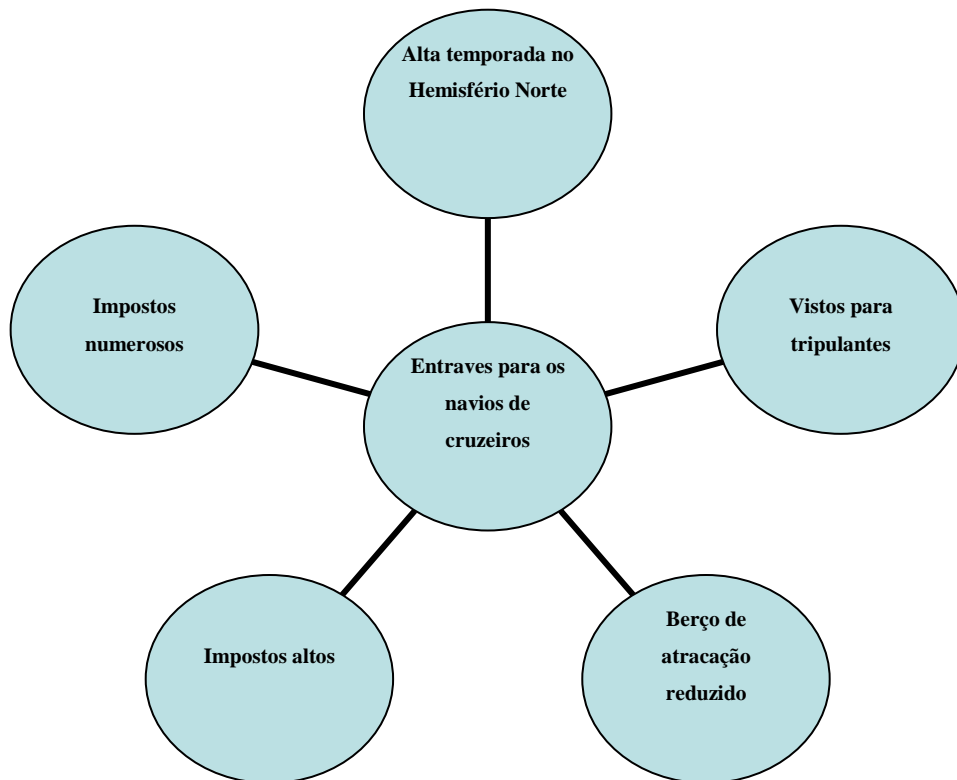 Alta temporada no
Hemisfério Norte
Impostos
numerosos
Vistos para
tripulantes
Entraves para os
navios de
cruzeiros
Impostos altos
Berço de
atracação
reduzido